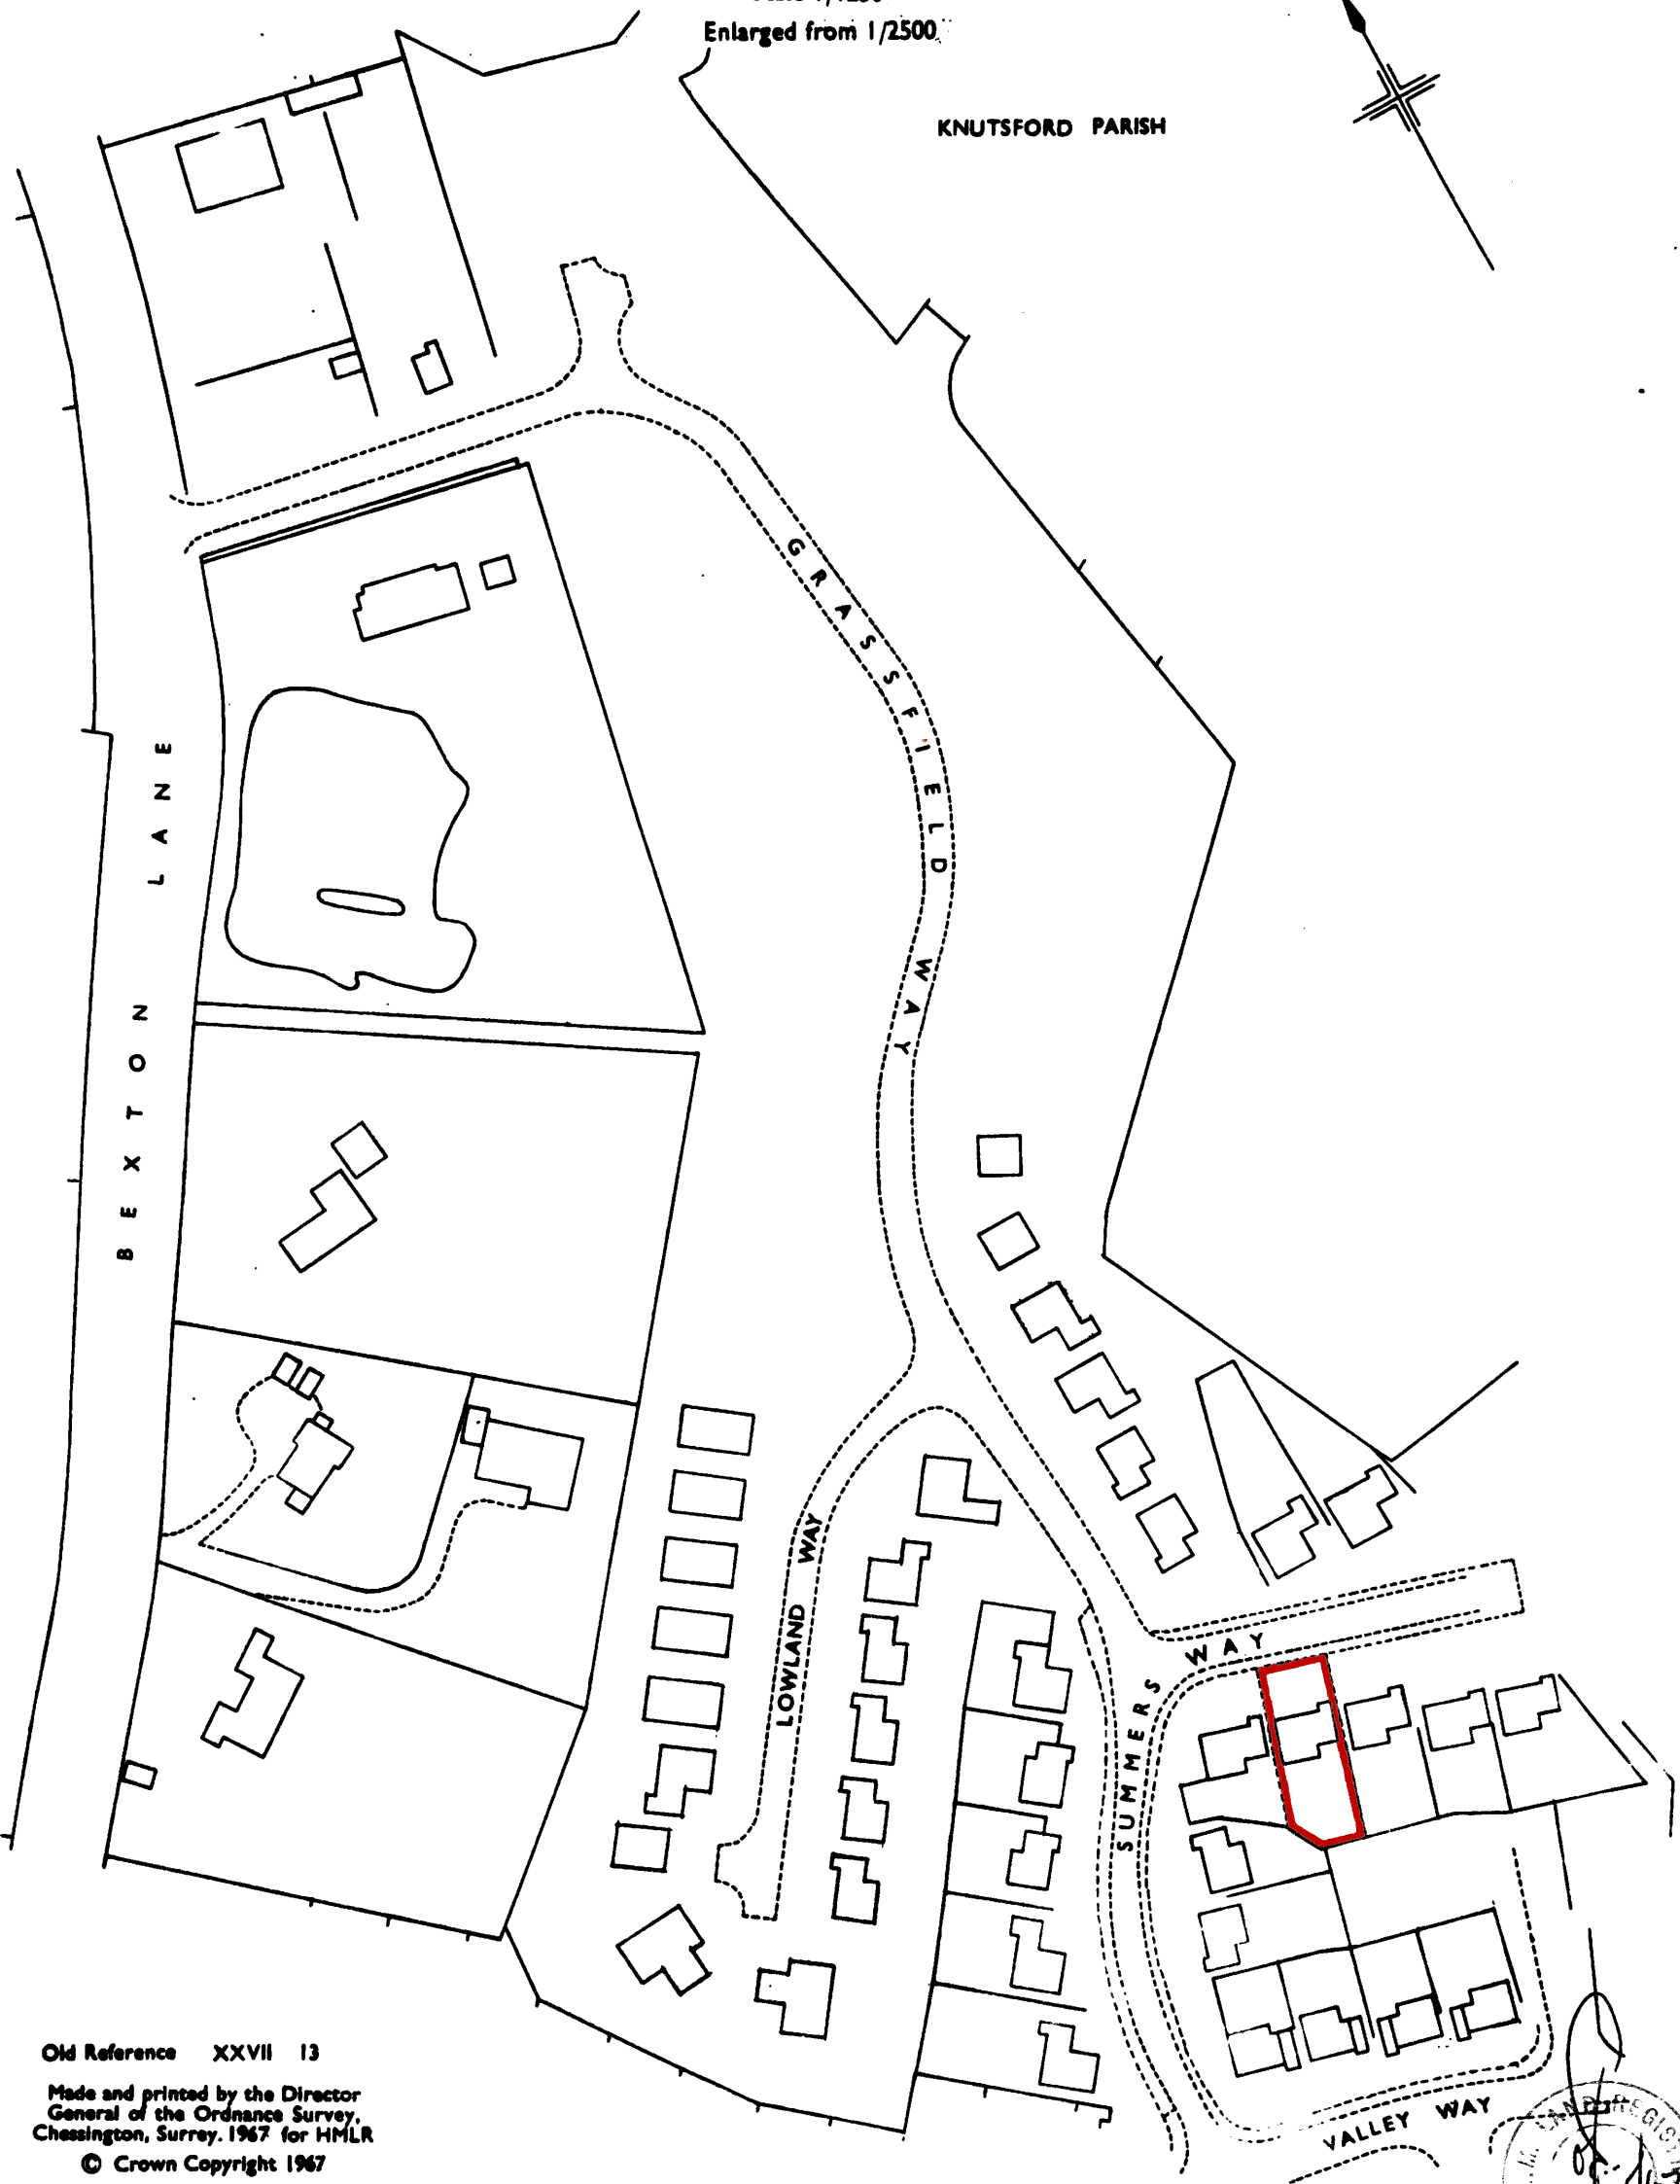 Enlarged from 1/2500
KNUTSFORD PARISH
GRASSFIELD WAY
BEXTON LANE
LOWLAND WAY
SUMMERS WAY
VALLEY WAY
Old Reference XXVII 13
Made and printed by the Director
General of the Ordnance Survey,
Chessington, Surrey. 1967 for HMLR
© Crown Copyright 1967